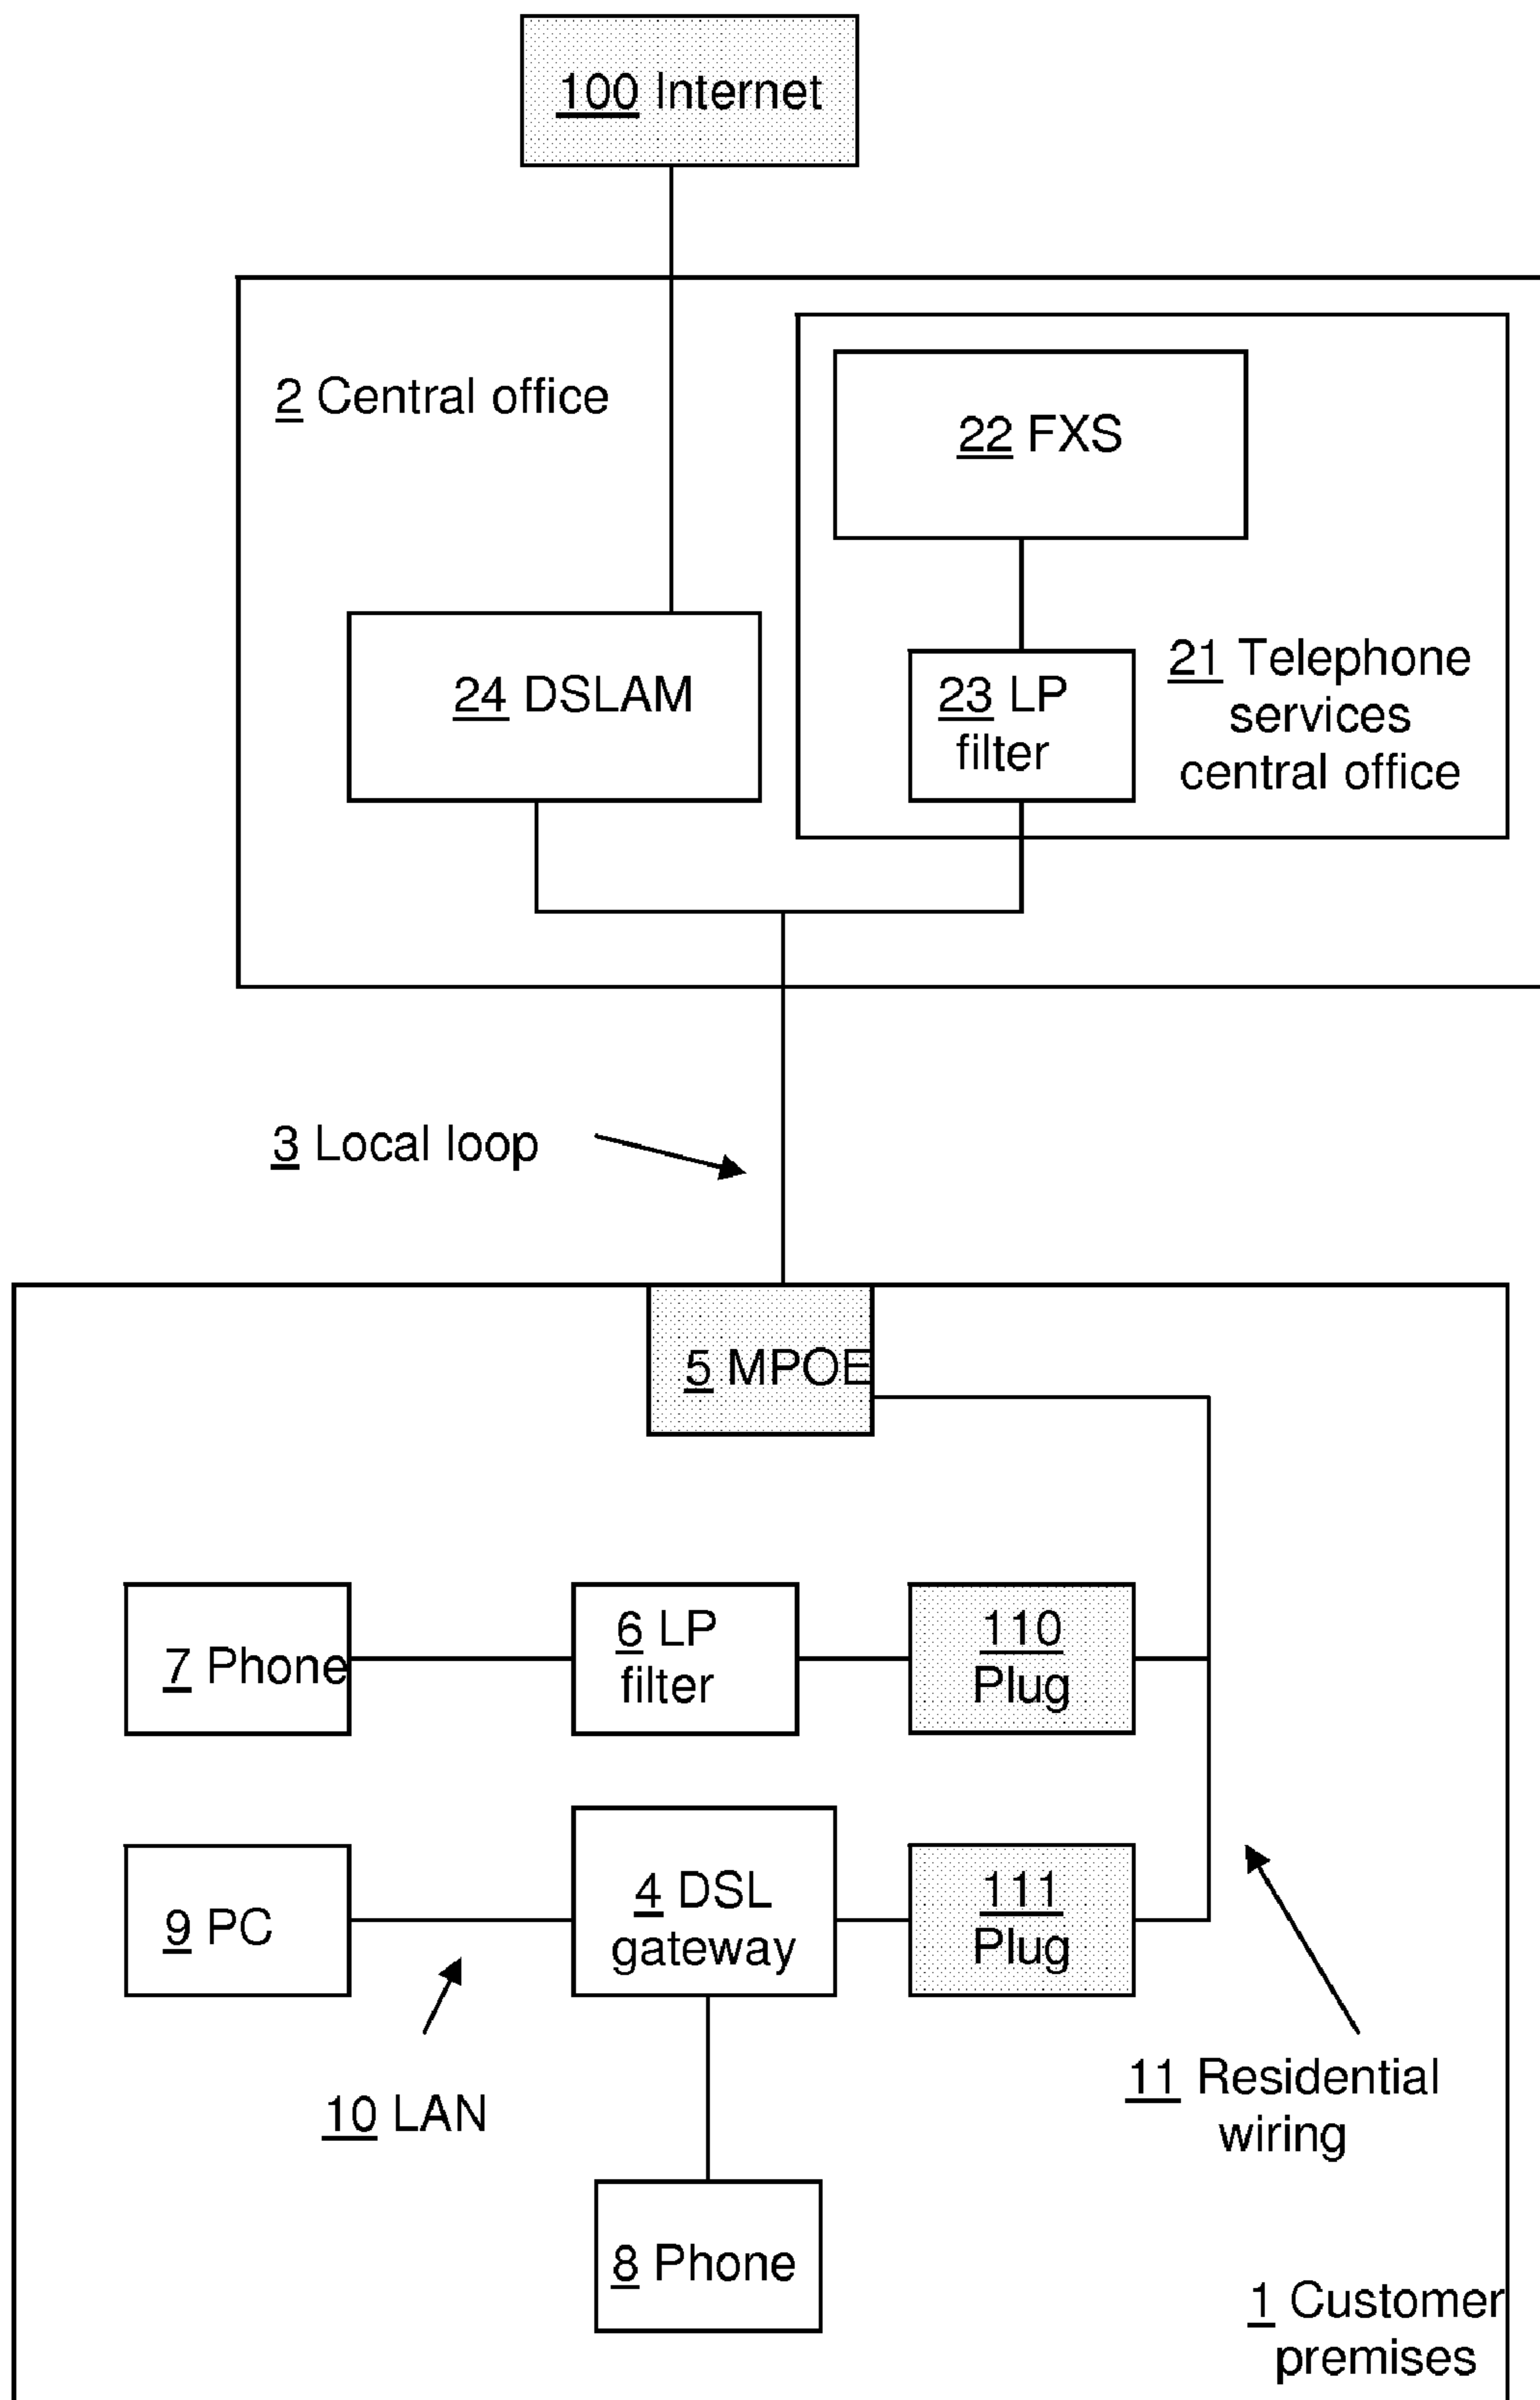 100 Internet
2 Central office
22 FXS
24 DSLAM
23 LP
filter
21 Telephone
services
central office
3 Local loop
5 MPOE
7 Phone
6 LP
filter
110
Plug
9 PC
4 DSL
gateway
111
Plug
10 LAN
11 Residential
wiring
8 Phone
1 Customer
premises